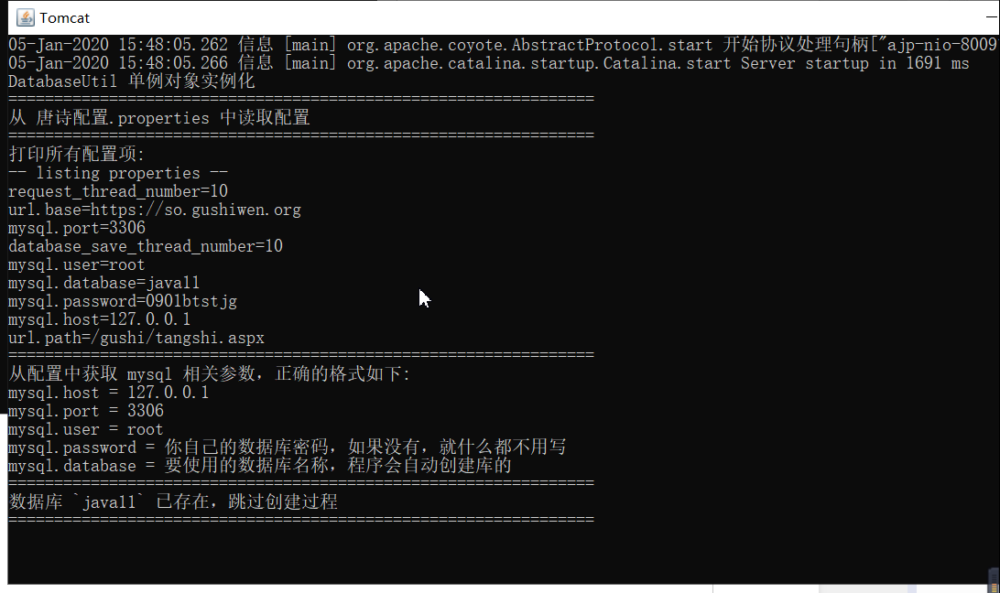 Tomcat
05-Jan-2020 15:48:05.262 信息 [main] org.apache.coyote.AbstractProtocol.start 开始协议处理句柄["ajp-nio-8009
05-Jan-2020 15:48:05.266 信息 [main] org.apache.catalina.startup.Catalina.start Server startup in 1691 ms
DatabaseUtil 单例对象实例化
================================================================
从 唐诗配置.properties 中读取配置
================================================================
打印所有配置项:
-- listing properties --
request_thread_number=10
url.base=https://so.gushiwen.org
mysql.port=3306
database_save_thread_number=10
mysql.user=root
mysql.database=java11
mysql.password=0901btstjg
mysql.host=127.0.0.1
url.path=/gushi/tangshi.aspx
================================================================
从配置中获取 mysql 相关参数，正确的格式如下:
mysql.host = 127.0.0.1
mysql.port = 3306
mysql.user = root
mysql.password = 你自己的数据库密码，如果没有，就什么都不用写
mysql.database = 要使用的数据库名称，程序会自动创建库的
================================================================
数据库 `java11` 已存在，跳过创建过程
================================================================